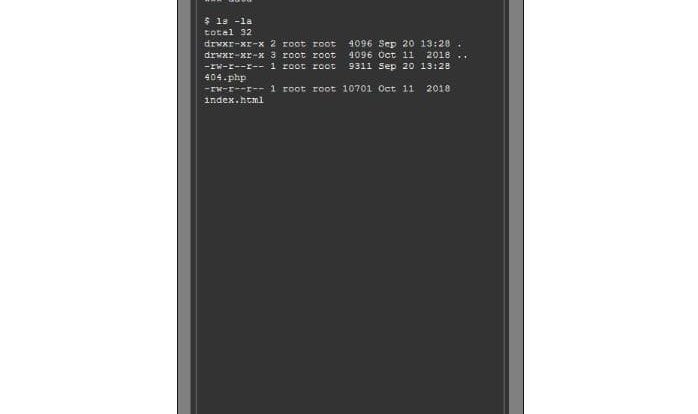 $ ls -la
total 32
drwxr-xr-x 2 root root  4096 Sep 20 13:28 .
drwxr-xr-x 3 root root  4096 Oct 11  2018 ..
-rw-r--r-- 1 root root  9311 Sep 20 13:28
404.php
-rw-r--r-- 1 root root 10701 Oct 11  2018
index.html